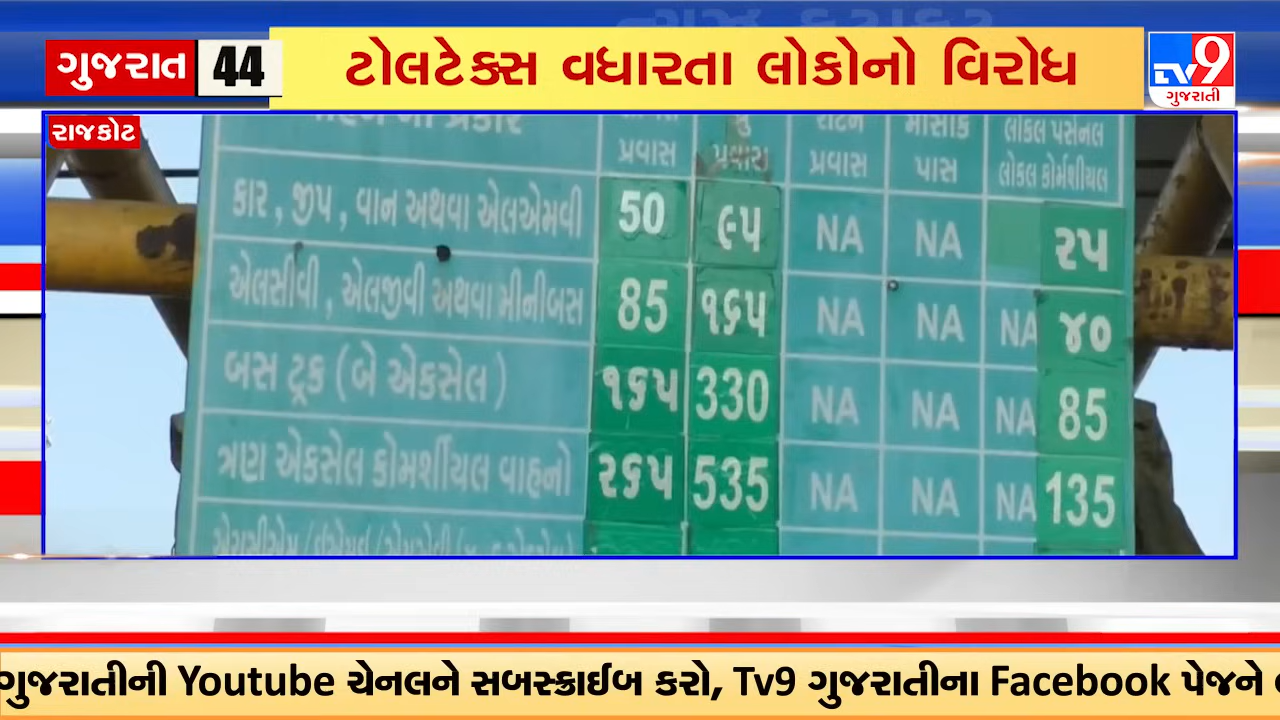 ગુજરાત 44 ટોલટેક્સ વધારતા લોકોનો વિરોધ
TV9
ગુજરાતી
રાજકોટ
માસીક લોકલ પર્સનલ
પ્રવાસ પ્રવાસ પ્રવાસ પાસ લોકલ કોર્મશીયલ
કાર , જીપ , વાન અથવા એલએમવી 50 ૯૫ NA NA ૨૫
એલસીવી , એલજીવી અથવા મીનીબસ 85 ૧૬૫ NA NA NA ૪૦
બસ ટ્રક (બે એકસેલ ) ૧૬૫ 330 NA NA NA 85
ત્રણ એકસેલ કોમર્શીયલ વાહનો ૨૬૫ 535 NA NA NA 135
ગુજરાતીની Youtube ચેનલને સબસ્ક્રાઈબ કરો, Tv9 ગુજરાતીના Facebook પેજને